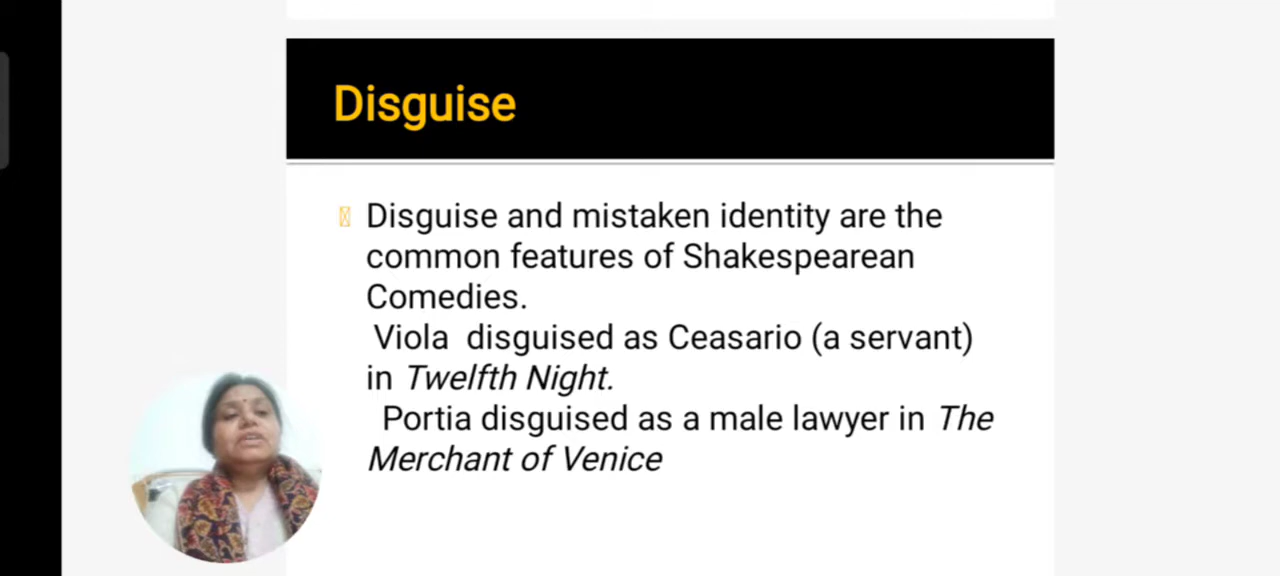 Disguise
Disguise and mistaken identity are the
common features of Shakespearean
Comedies.
Viola disguised as Ceasario (a servant)
in Twelfth Night.
Portia disguised as a male lawyer in The
Merchant of Venice